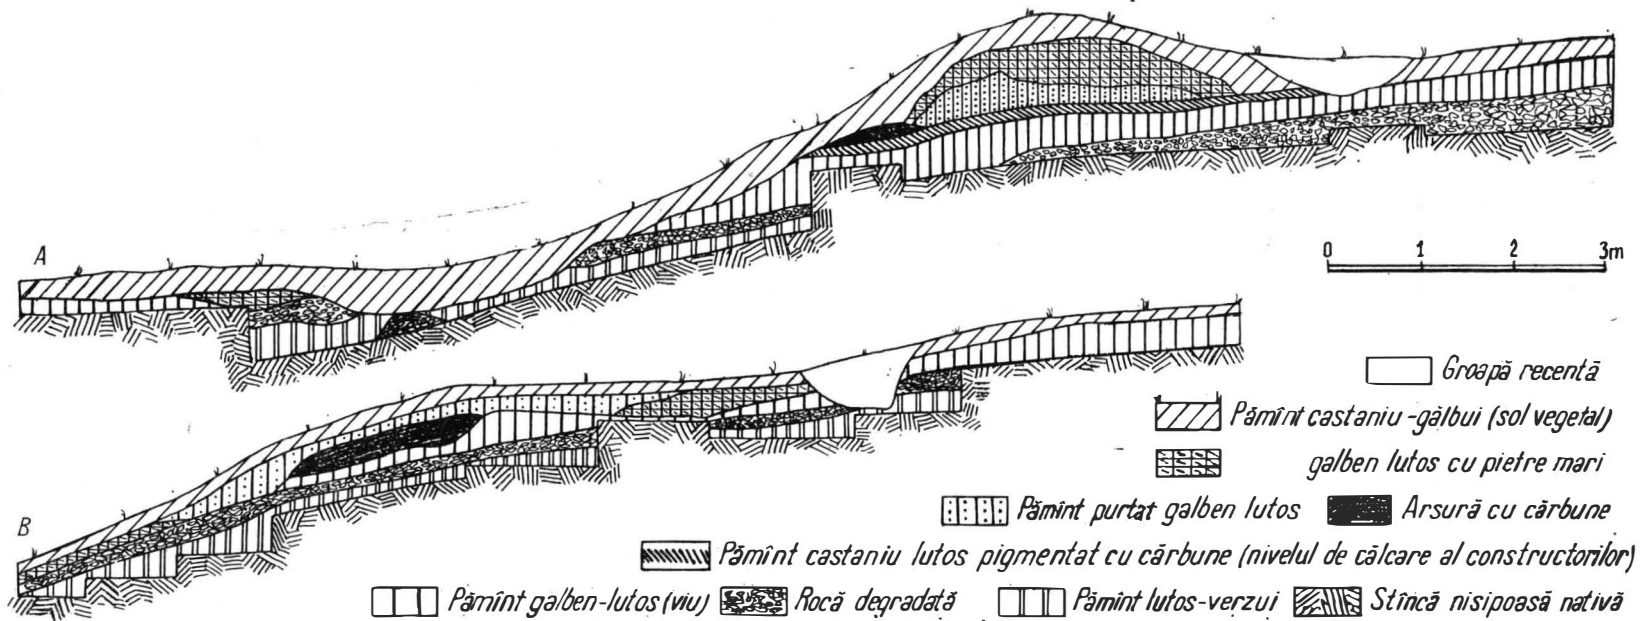 A
0 1 2 3m
B
Groapă recentă
Pămînt castaniu-gălbui (sol vegetal)
galben lutos cu pietre mari
Pămînt purtat galben lutos Arsură cu cărbune
Pămînt castaniu lutos pigmentat cu cărbune (nivelul de călcare al constructorilor)
Pămînt galben-lutos (viu) Rocă degradată Pămînt lutos-verzui Stîncă nisipoasă nativă